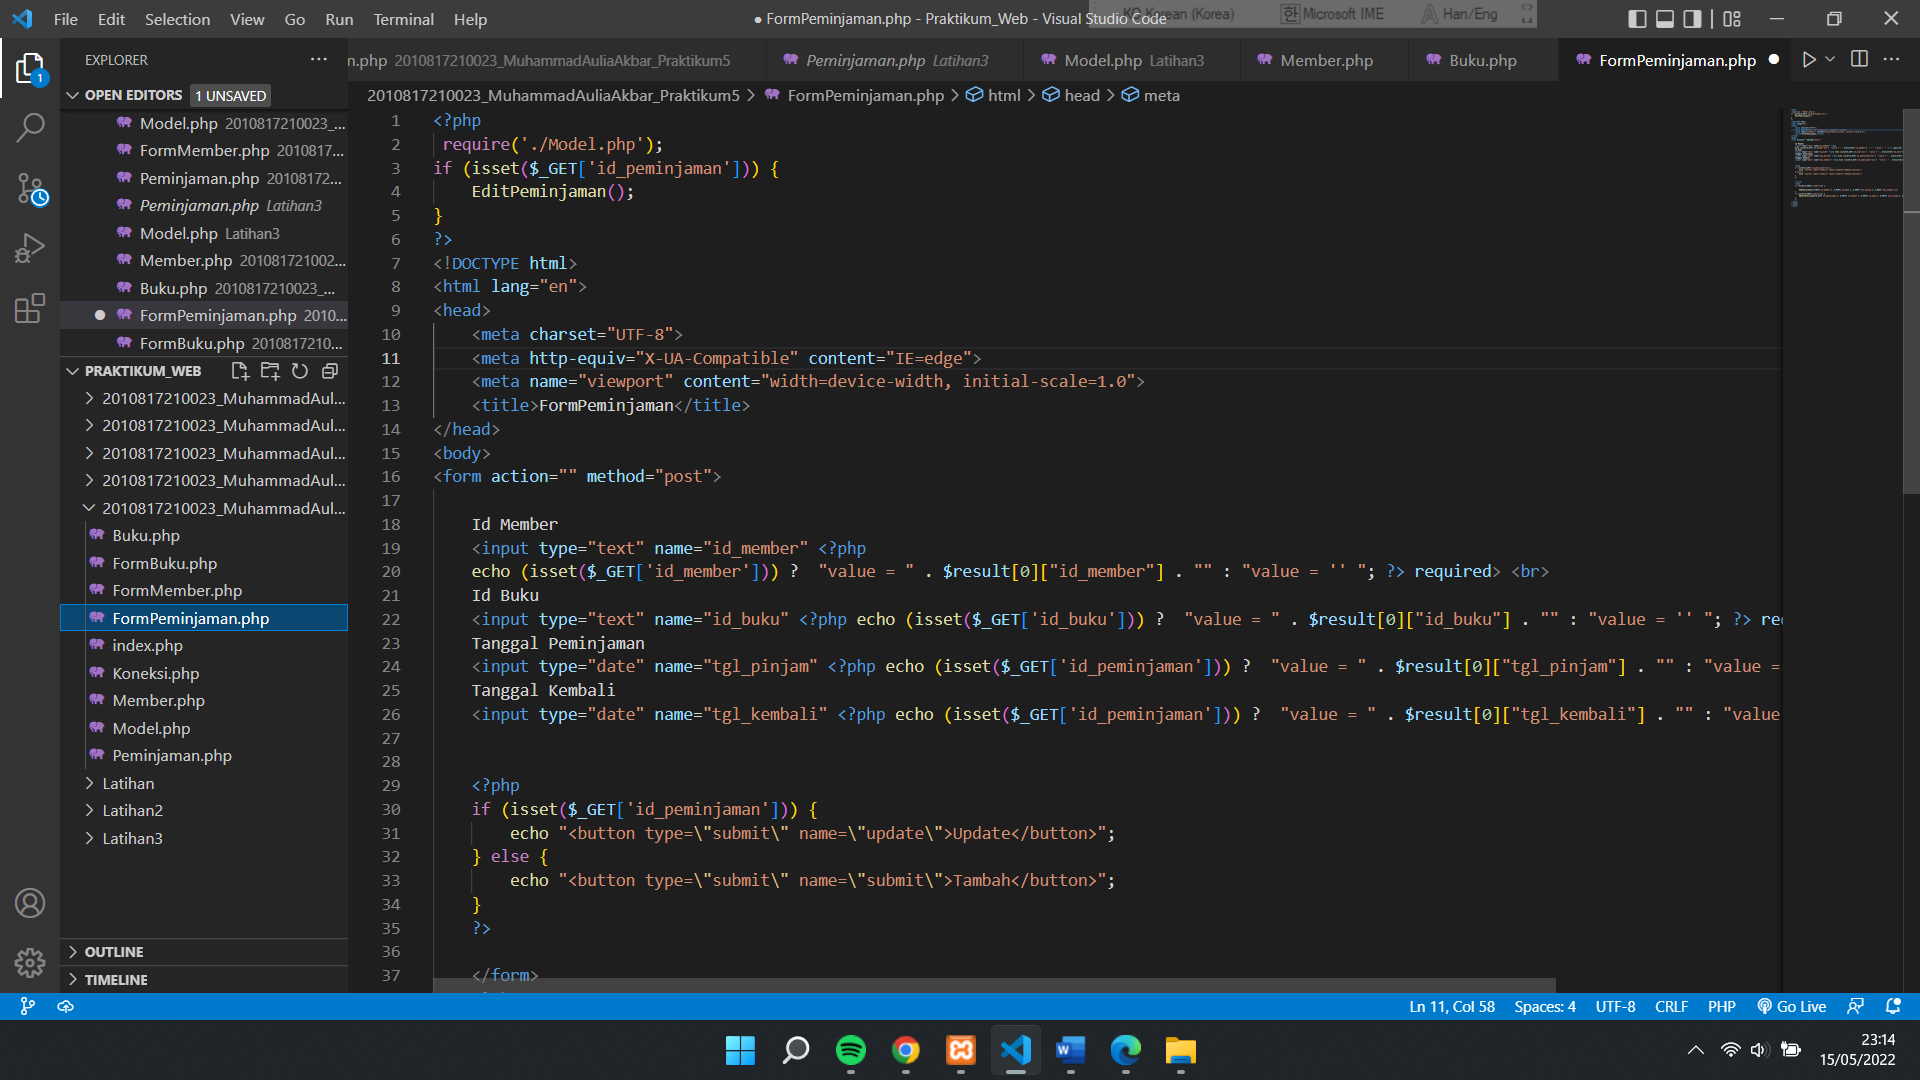 File Edit Selection View Go Run Terminal Help
● FormPeminjaman.php - Praktikum_Web - Visual Studio Code
KO Korean (Korea) 한 Microsoft IME A Han/Eng
EXPLORER
n.php 2010817210023_MuhammadAuliaAkbar_Praktikum5
Peminjaman.php Latihan3
Model.php Latihan3
Member.php
Buku.php
FormPeminjaman.php
OPEN EDITORS 1 UNSAVED
Model.php 2010817210023_...
FormMember.php 2010817...
Peminjaman.php 20108172...
Peminjaman.php Latihan3
Model.php Latihan3
Member.php 201081721002...
Buku.php 2010817210023_...
FormPeminjaman.php 2010...
FormBuku.php 2010817210...
PRAKTIKUM_WEB
2010817210023_MuhammadAul...
2010817210023_MuhammadAul...
2010817210023_MuhammadAul...
2010817210023_MuhammadAul...
2010817210023_MuhammadAul...
Buku.php
FormBuku.php
FormMember.php
FormPeminjaman.php
index.php
Koneksi.php
Member.php
Model.php
Peminjaman.php
Latihan
Latihan2
Latihan3
OUTLINE
TIMELINE
2010817210023_MuhammadAuliaAkbar_Praktikum5 > FormPeminjaman.php > html > head > meta
1 <?php
2 require('./Model.php');
3 if (isset($_GET['id_peminjaman'])) {
4 EditPeminjaman();
5 }
6 ?>
7 <!DOCTYPE html>
8 <html lang="en">
9 <head>
10 <meta charset="UTF-8">
11 <meta http-equiv="X-UA-Compatible" content="IE=edge">
12 <meta name="viewport" content="width=device-width, initial-scale=1.0">
13 <title>FormPeminjaman</title>
14 </head>
15 <body>
16 <form action="" method="post">
17
18 Id Member
19 <input type="text" name="id_member" <?php
20 echo (isset($_GET['id_member'])) ? "value = " . $result[0]["id_member"] . "" : "value = '' "; ?> required> <br>
21 Id Buku
22 <input type="text" name="id_buku" <?php echo (isset($_GET['id_buku'])) ? "value = " . $result[0]["id_buku"] . "" : "value = '' "; ?> re
23 Tanggal Peminjaman
24 <input type="date" name="tgl_pinjam" <?php echo (isset($_GET['id_peminjaman'])) ? "value = " . $result[0]["tgl_pinjam"] . "" : "value =
25 Tanggal Kembali
26 <input type="date" name="tgl_kembali" <?php echo (isset($_GET['id_peminjaman'])) ? "value = " . $result[0]["tgl_kembali"] . "" : "value
27
28
29 <?php
30 if (isset($_GET['id_peminjaman'])) {
31 echo "<button type=\"submit\" name=\"update\">Update</button>";
32 } else {
33 echo "<button type=\"submit\" name=\"submit\">Tambah</button>";
34 }
35 ?>
36
37 </form>
Ln 11, Col 58 Spaces: 4 UTF-8 CRLF PHP Go Live
23:14
15/05/2022